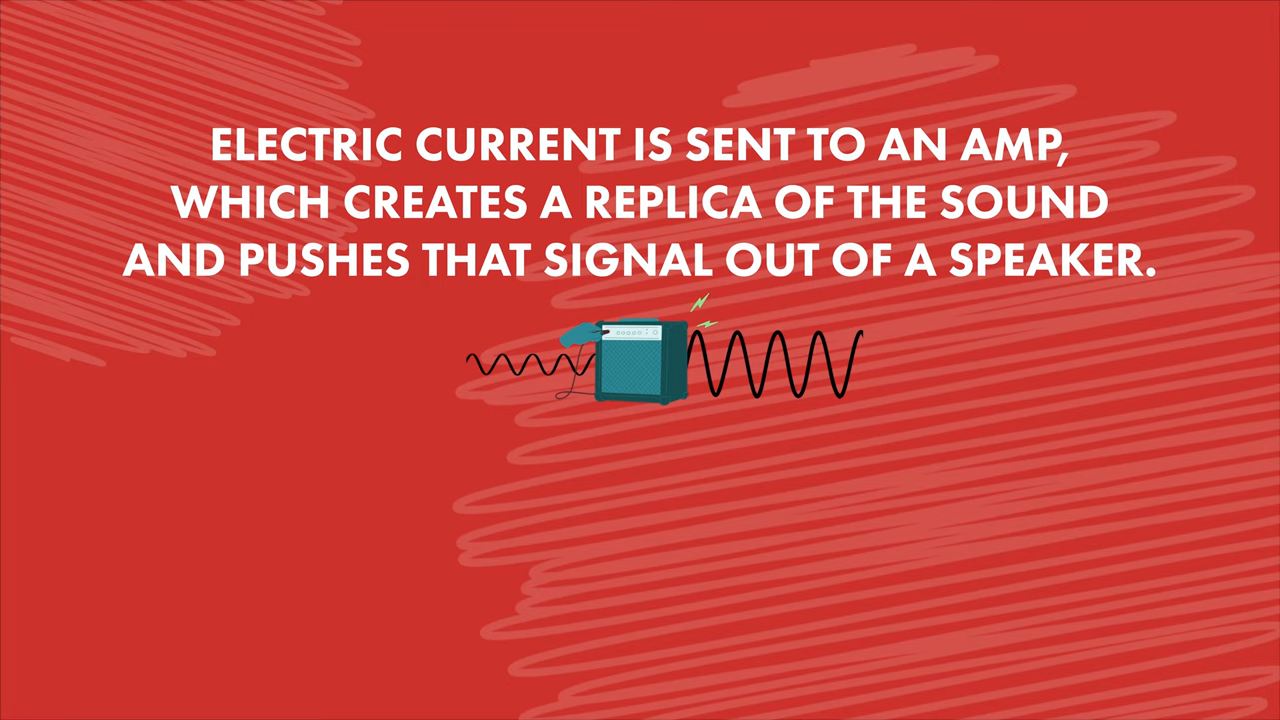 ELECTRIC CURRENT IS SENT TO AN AMP,
WHICH CREATES A REPLICA OF THE SOUND
AND PUSHES THAT SIGNAL OUT OF A SPEAKER.